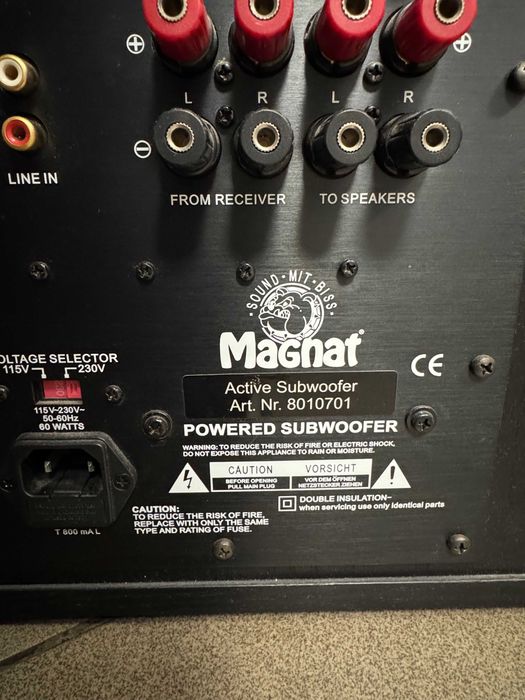 +
+
L R L R
−
LINE IN
FROM RECEIVER TO SPEAKERS
·SOUND·MIT·BISS·
Magnat®
VOLTAGE SELECTOR
115V 230V
230
115V~230V~
50-60Hz
60 WATTS
CE
Active Subwoofer
Art. Nr. 8010701
POWERED SUBWOOFER
WARNING: TO REDUCE THE RISK OF FIRE OR ELECTRIC SHOCK,
DO NOT EXPOSE THIS APPLIANCE TO RAIN OR MOISTURE.
CAUTION VORSICHT
BEFORE OPENING VOR DEM ÖFFNEN
PULL MAIN PLUG NETZSTECKER ZIEHEN
!
CAUTION:
TO REDUCE THE RISK OF FIRE,
REPLACE WITH ONLY THE SAME
TYPE AND RATING OF FUSE.
DOUBLE INSULATION–
when servicing use only identical parts
T 800 mA L